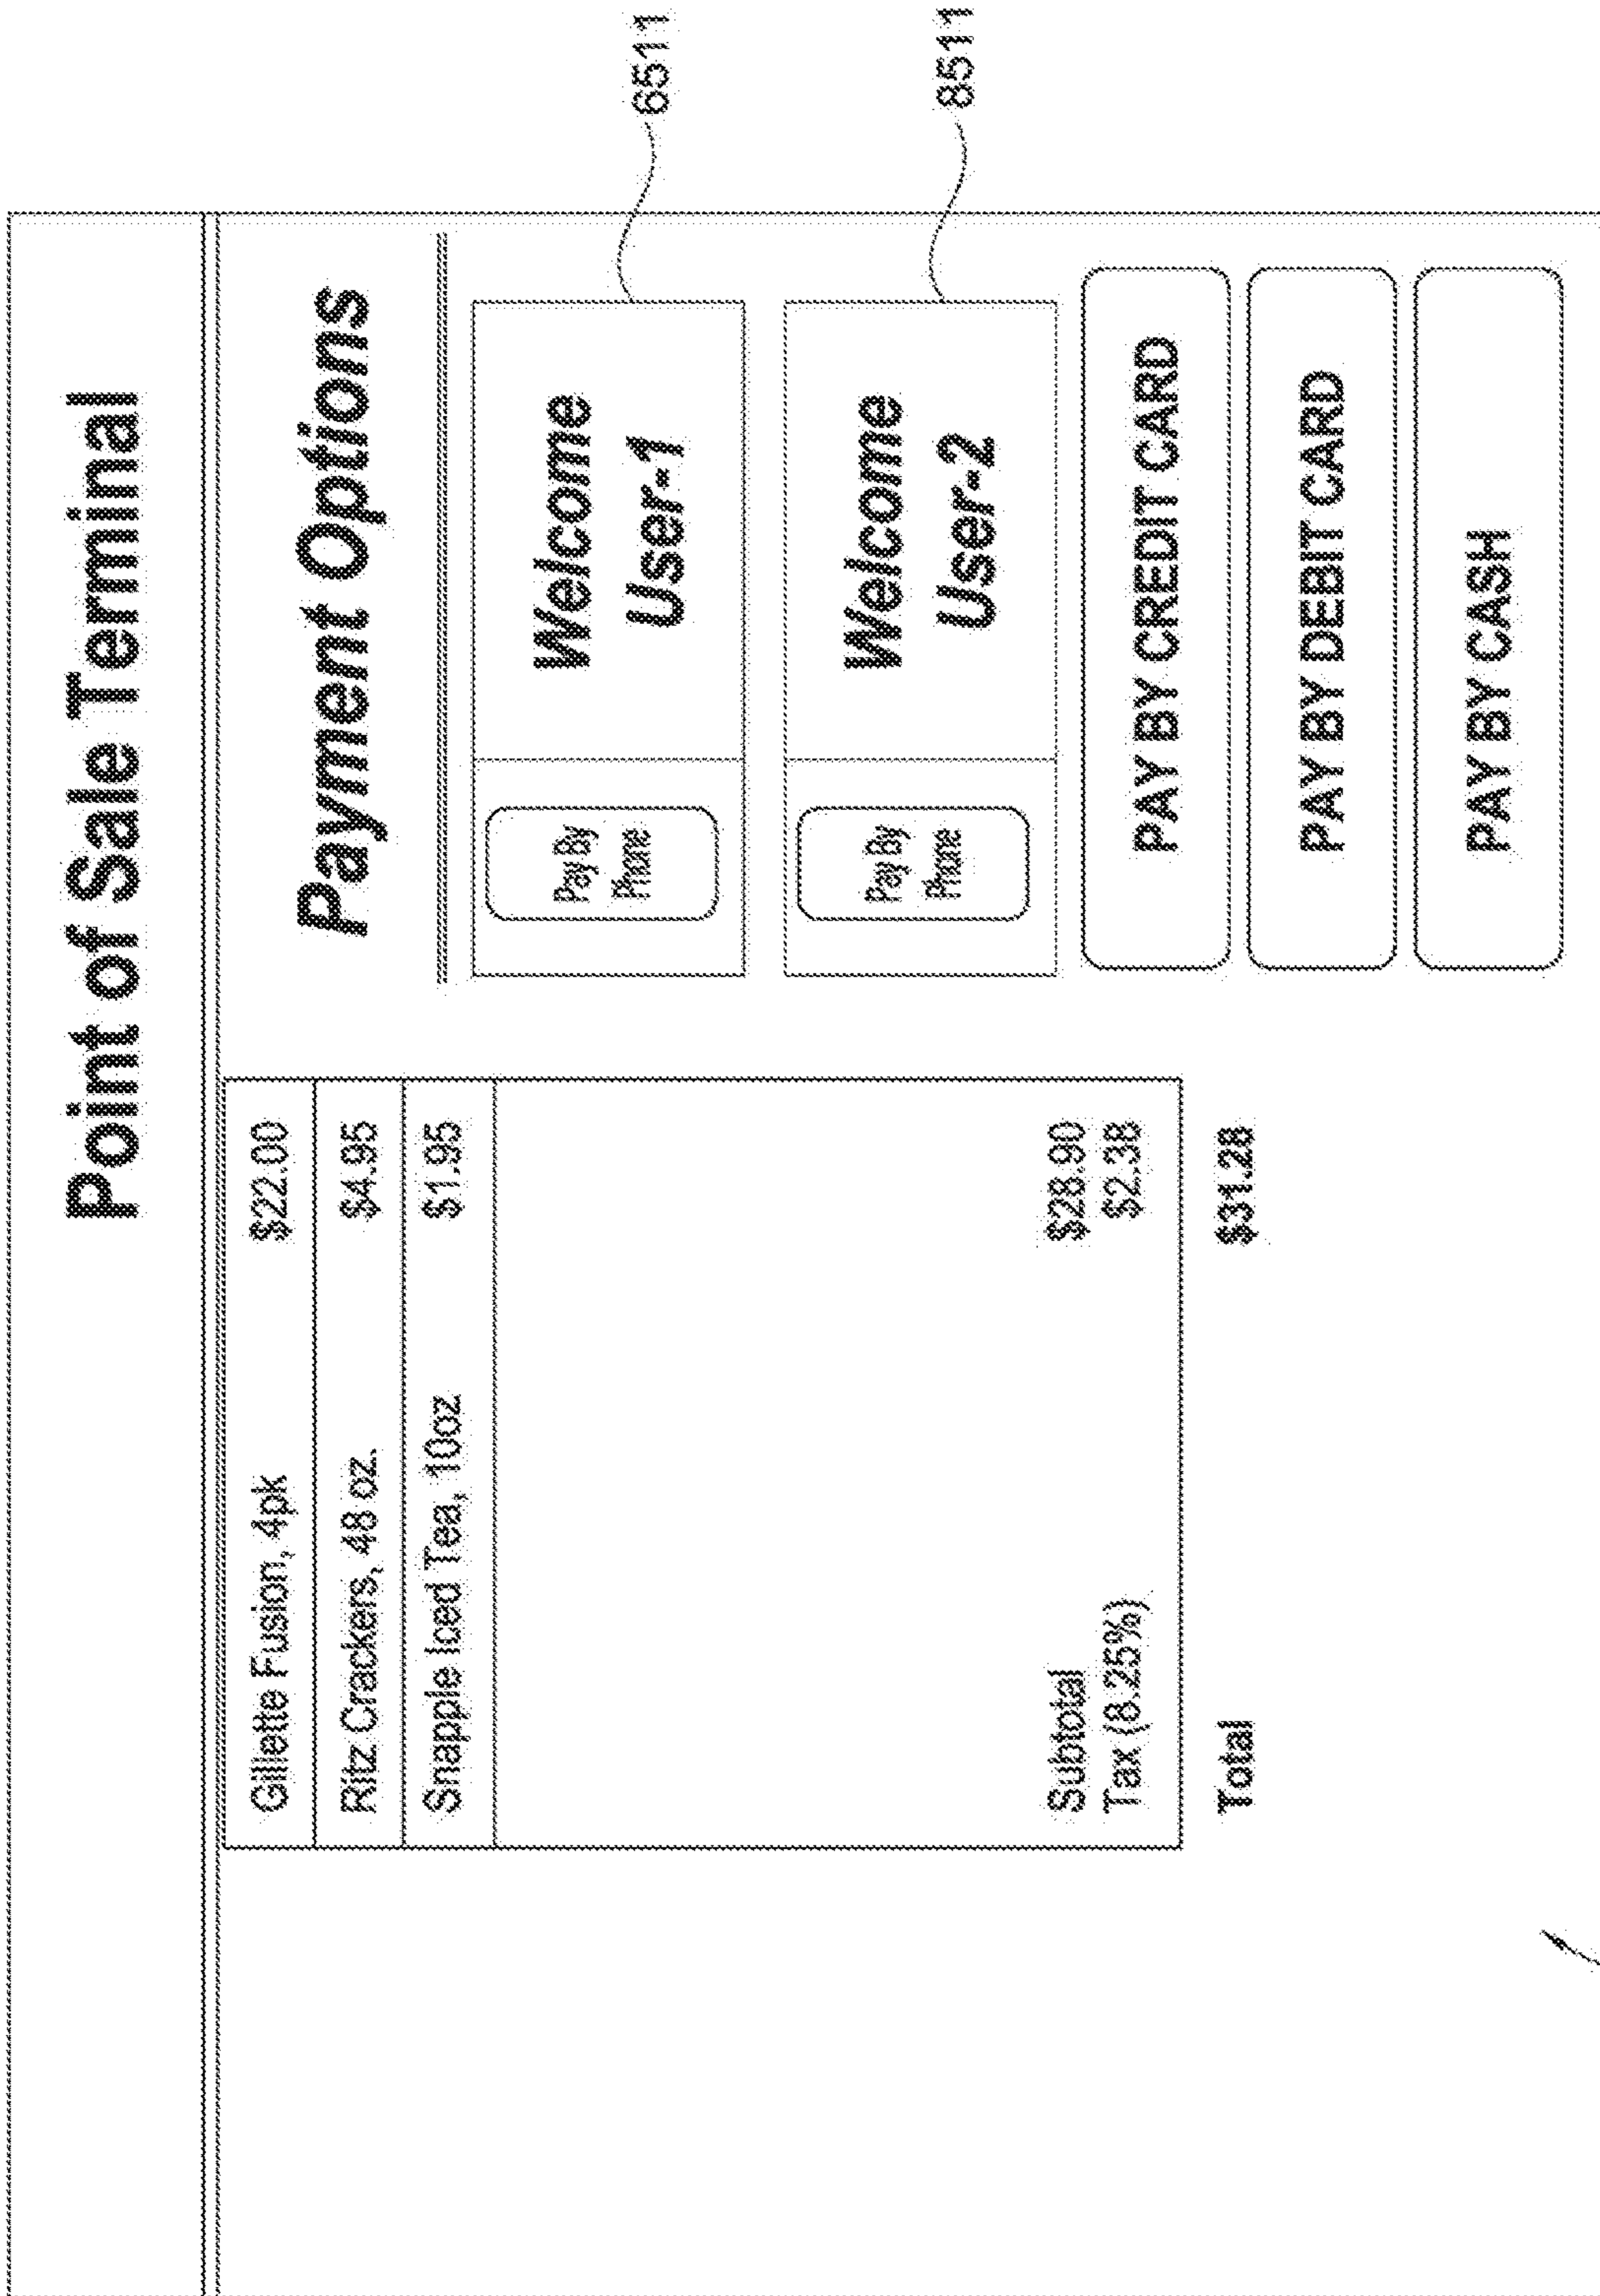 Point of Sale Terminal
Gillette Fusion, 4pk $22.00
Ritz Crackers, 48 oz. $4.95
Snapple Iced Tea, 10oz $1.95
Subtotal $28.90
Tax (8.25%) $2.38
Total $31.28
Payment Options
Pay By
Phone
Welcome
User-1
6511
Pay By
Phone
Welcome
User-2
8511
PAY BY CREDIT CARD
PAY BY DEBIT CARD
PAY BY CASH